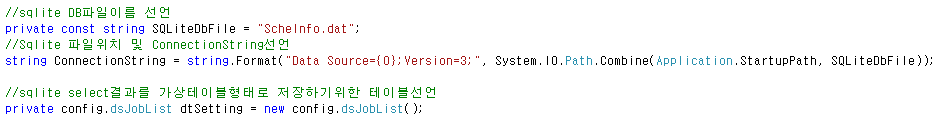 //sqlite DB파일이름 선언
private const string SQLiteDbFile = "ScheInfo.dat";
//Sqlite 파일위치 및 ConnectionString선언
string ConnectionString = string.Format("Data Source={0};Version=3;", System.IO.Path.Combine(Application.StartupPath, SQLiteDbFile));
//sqlite select결과를 가상테이블형태로 저장하기위한 테이블선언
private config.dsJobList dtSetting = new config.dsJobList();